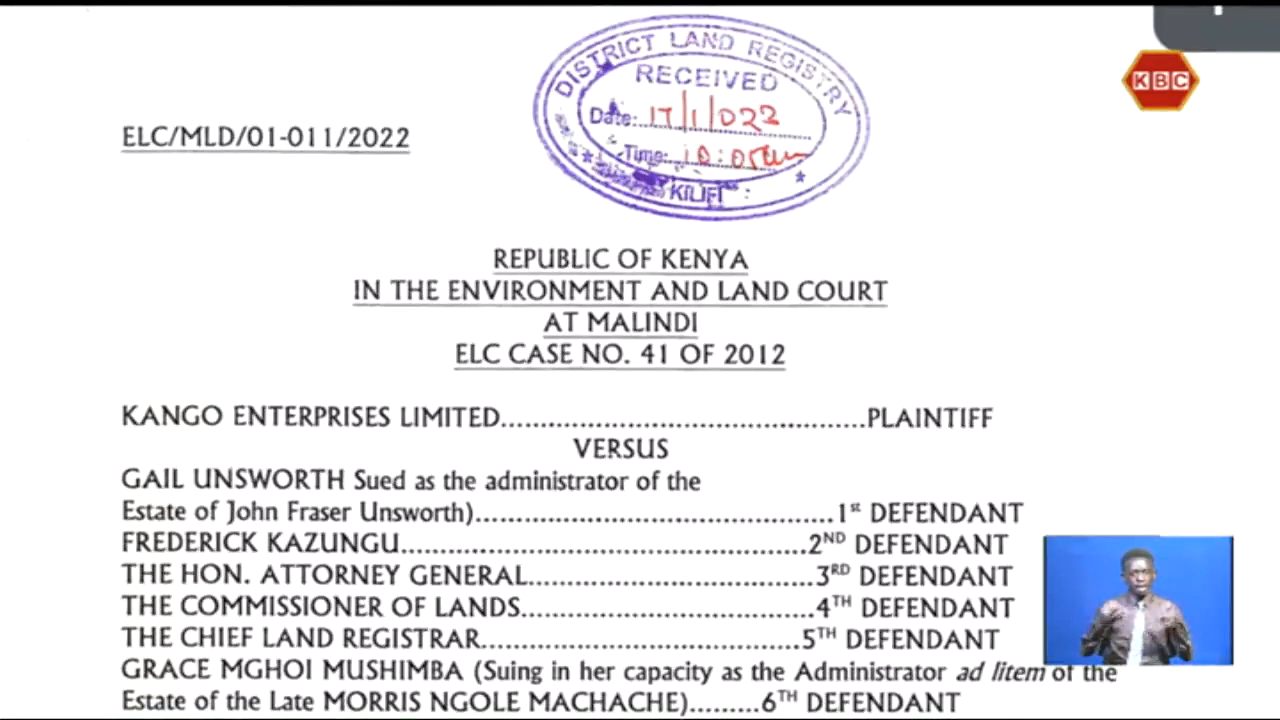 KBC
DISTRICT LAND REGISTRY
RECEIVED
Date: 17/1/022
Time: 10:05am
KILIFI
ELC/MLD/01-011/2022
REPUBLIC OF KENYA
IN THE ENVIRONMENT AND LAND COURT
AT MALINDI
ELC CASE NO. 41 OF 2012
KANGO ENTERPRISES LIMITED..........................................PLAINTIFF
VERSUS
GAIL UNSWORTH Sued as the administrator of the
Estate of John Fraser Unsworth).........................................1st DEFENDANT
FREDERICK KAZUNGU..............................................2ND DEFENDANT
THE HON. ATTORNEY GENERAL................................3RD DEFENDANT
THE COMMISSIONER OF LANDS.................................4TH DEFENDANT
THE CHIEF LAND REGISTRAR.....................................5TH DEFENDANT
GRACE MGHOI MUSHIMBA (Suing in her capacity as the Administrator ad litem of the
Estate of the Late MORRIS NGOLE MACHACHE).........6TH DEFENDANT